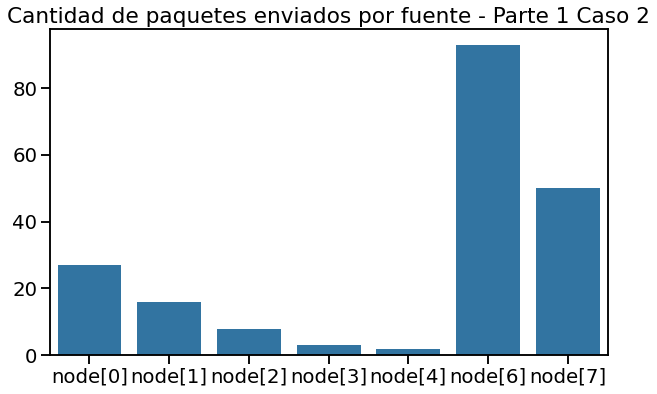 Cantidad de paquetes enviados por fuente - Parte 1 Caso 2
80
60
40
20
0
node[0] node[1] node[2] node[3] node[4] node[6] node[7]